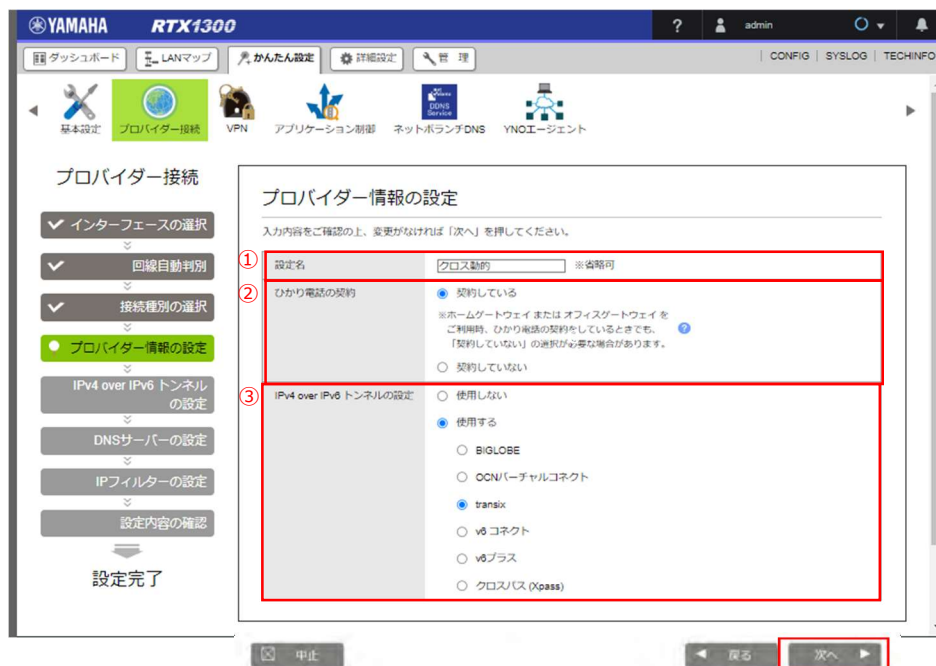 YAMAHA RTX1300 ? admin
ダッシュボード LANマップ かんたん設定 詳細設定 管 理 CONFIG SYSLOG TECHINFO
基本設定 プロバイダー接続 VPN アプリケーション制御 DDNS Service ネットボランチDNS YNOエージェント
プロバイダー接続
インターフェースの選択
回線自動判別
接続種別の選択
プロバイダー情報の設定
IPv4 over IPv6 トンネル
の設定
DNSサーバーの設定
IPフィルターの設定
設定内容の確認
設定完了
プロバイダー情報の設定
入力内容をご確認の上、変更がなければ「次へ」を押してください。
① 設定名 クロス動的 ※省略可
② ひかり電話の契約 契約している
※ホームゲートウェイ または オフィスゲートウェイ を
ご利用時、ひかり電話の契約をしているときでも、
「契約していない」の選択が必要な場合があります。 ?
契約していない
③ IPv4 over IPv6 トンネルの設定 使用しない
使用する
BIGLOBE
OCNバーチャルコネクト
transix
v6 コネクト
v6プラス
クロスパス (Xpass)
中止 戻る 次へ